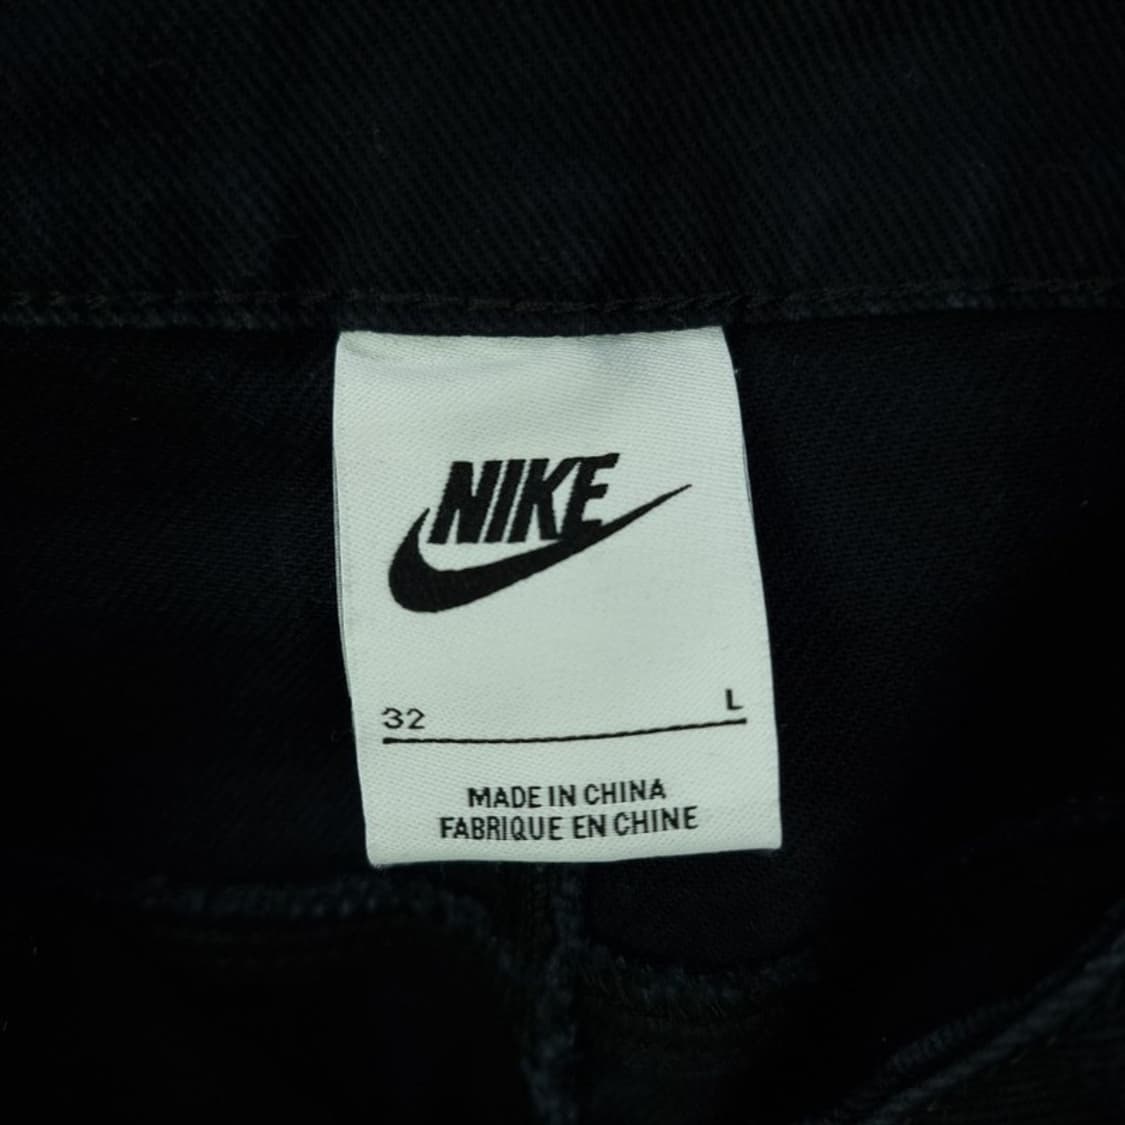 NIKE
32 L
MADE IN CHINA
FABRIQUE EN CHINE